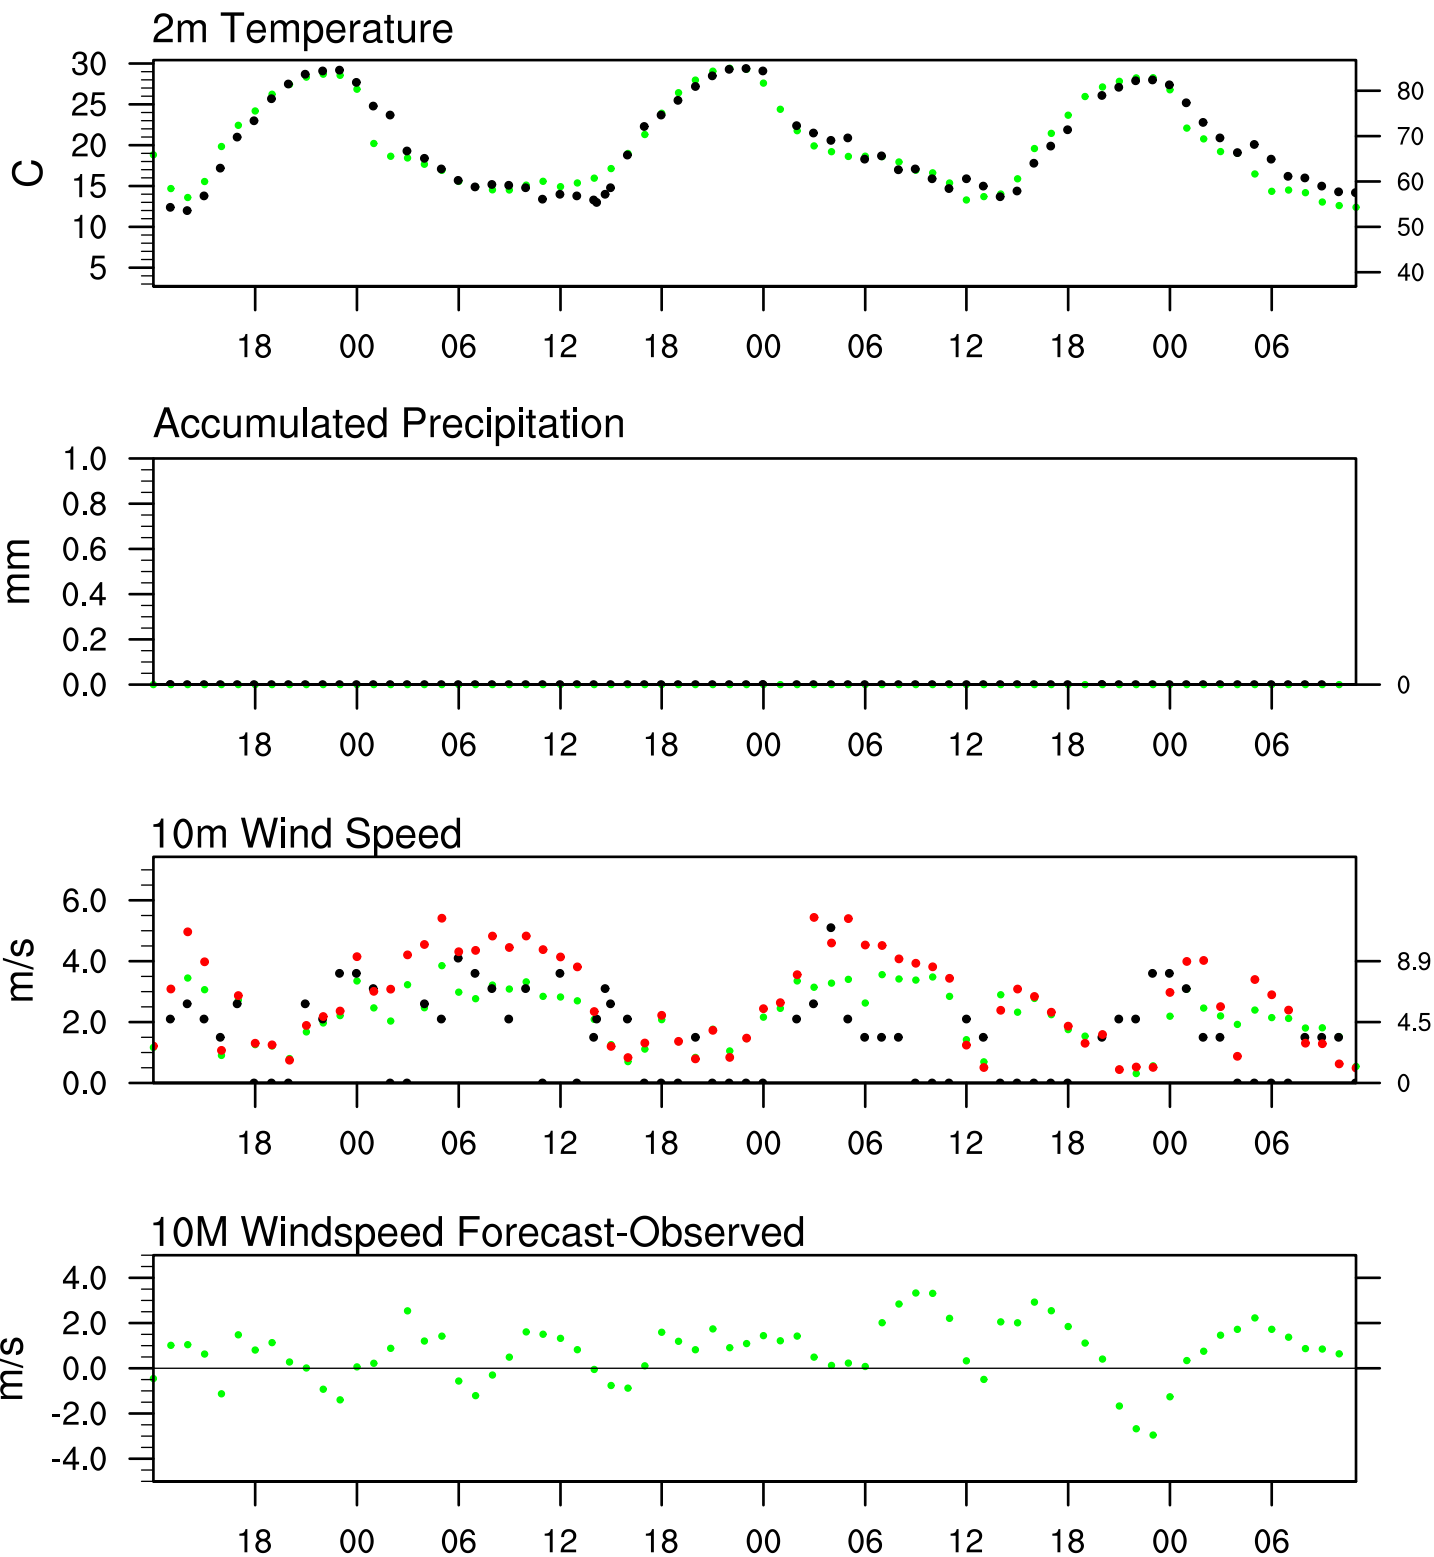 2m Temperature
30
25
20
15
10
5
C
80
70
60
50
40
18 00 06 12 18 00 06 12 18 00 06
Accumulated Precipitation
1.0
0.8
0.6
0.4
0.2
0.0
mm
0
18 00 06 12 18 00 06 12 18 00 06
10m Wind Speed
6.0
4.0
2.0
0.0
m/s
8.9
4.5
0
18 00 06 12 18 00 06 12 18 00 06
10M Windspeed Forecast-Observed
4.0
2.0
0.0
-2.0
-4.0
m/s
18 00 06 12 18 00 06 12 18 00 06